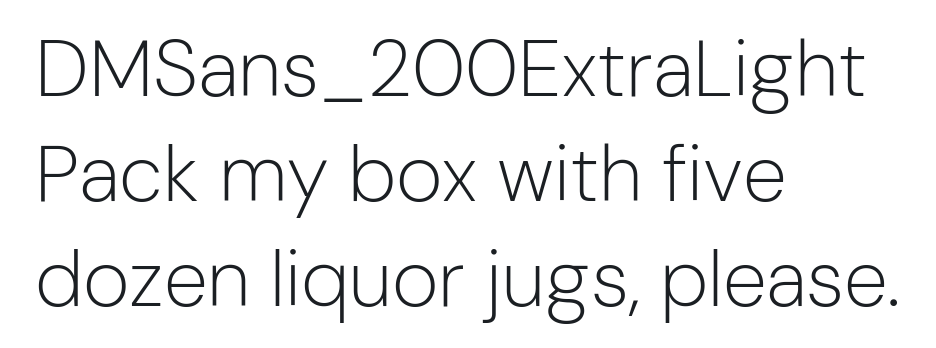 DMSans_200ExtraLight
Pack my box with five
dozen liquor jugs, please.